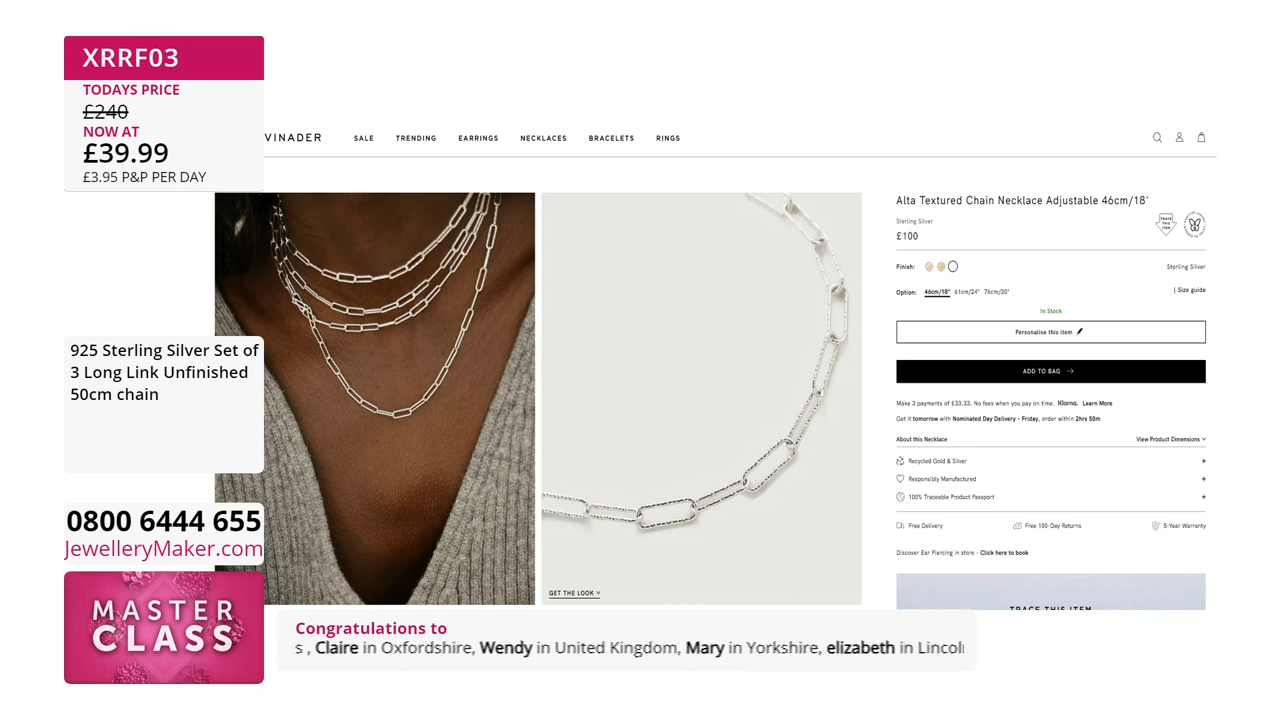 XRRF03
TODAYS PRICE
£240
NOW AT
£39.99
£3.95 P&P PER DAY
VINADER
SALE TRENDING EARRINGS NECKLACES BRACELETS RINGS
Alta Textured Chain Necklace Adjustable 46cm/18'
Sterling Silver
£100
TRACE THIS ITEM
Finish: Sterling Silver
Option: 46cm/18" 61cm/24" 76cm/30" | Size guide
In Stock
Personalise this item
ADD TO BAG
Make 3 payments of £33.33. No fees when you pay on time. Klarna. Learn More
Get it tomorrow with Nominated Day Delivery - Friday, order within 2hrs 50m
About this Necklace View Product Dimensions
Recycled Gold & Silver +
Responsibly Manufactured +
100% Traceable Product Passport +
Free Delivery Free 100-Day Returns 5-Year Warranty
Discover Ear Piercing in store - Click here to book
TRACE THIS ITEM
GET THE LOOK
925 Sterling Silver Set of
3 Long Link Unfinished
50cm chain
0800 6444 655
JewelleryMaker.com
MASTER
CLASS
Congratulations to
s , Claire in Oxfordshire, Wendy in United Kingdom, Mary in Yorkshire, elizabeth in Lincol